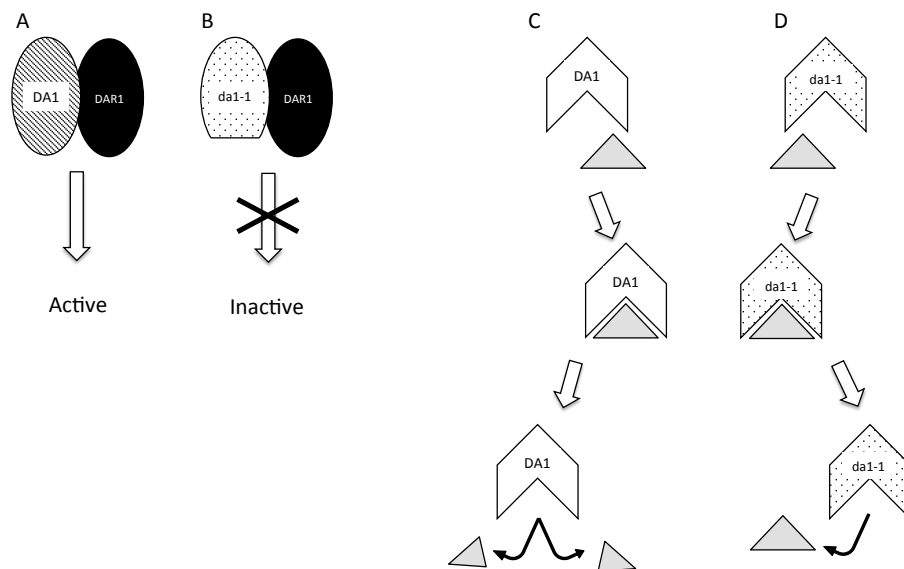 A B C D
DA1 DAR1 da1-1 DAR1 DA1 da1-1
DA1 da1-1
Active Inactive
DA1 da1-1